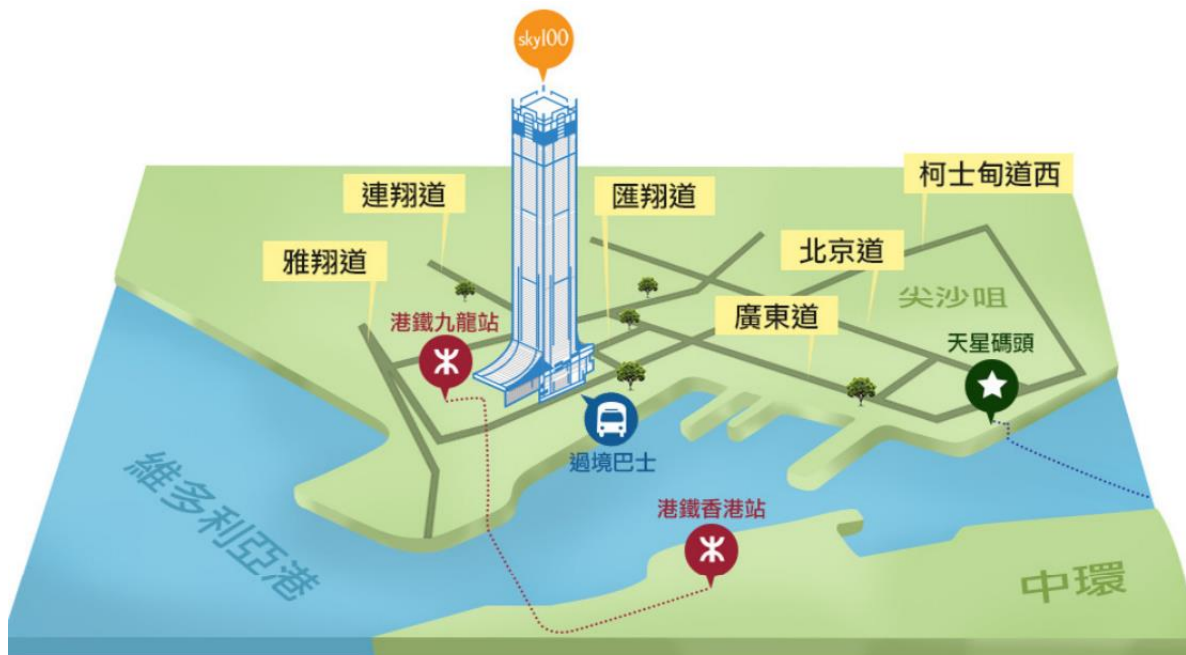 sky100
柯士甸道西
連翔道
匯翔道
北京道
雅翔道
尖沙咀
廣東道
港鐵九龍站
天星碼頭
過境巴士
維多利亞港
港鐵香港站
中環